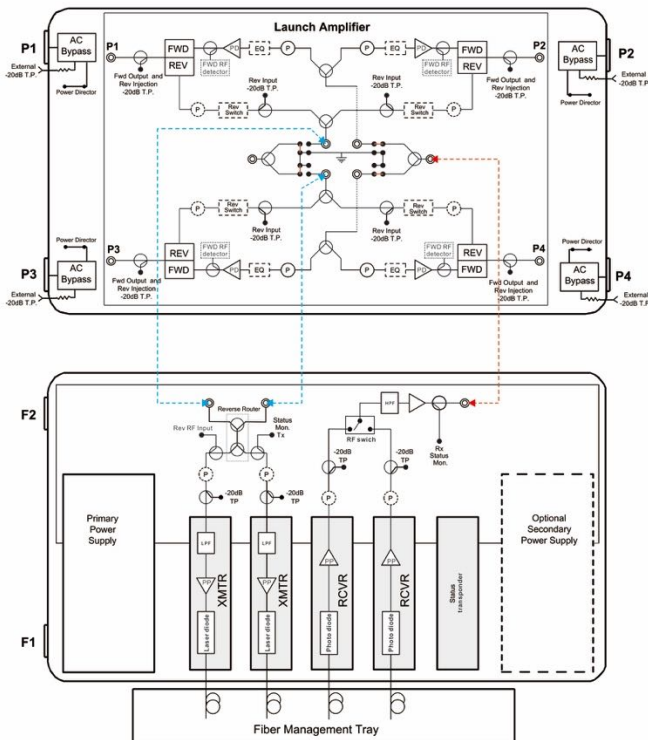 Launch Amplifier
P1
AC
Bypass
External
-20dB T.P.
Power Director
P1
Fwd Output and
Rev Injection
-20dB T.P.
FWD
REV
FWD RF
detector
PD
EQ
P
P
EQ
PD
FWD RF
detector
FWD
REV
P2
Fwd Output and
Rev Injection
-20dB T.P.
AC
Bypass
P2
External
-20dB T.P.
Power Director
Rev Input
-20dB T.P.
Rev Input
-20dB T.P.
P
Rev
Switch
Rev
Switch
P
P
Rev
Switch
Rev
Switch
P
Rev Input
-20dB T.P.
Rev Input
-20dB T.P.
Power Director
P3
AC
Bypass
External
-20dB T.P.
P3
Fwd Output and
Rev Injection
-20dB T.P.
REV
FWD
FWD RF
detector
PD
EQ
P
P
EQ
PD
FWD RF
detector
REV
FWD
P4
Fwd Output and
Rev Injection
-20dB T.P.
Power Director
AC
Bypass
P4
External
-20dB T.P.
F2
Reverse Router
Rev RF Input
Status
Mon.
Tx
HPF
RF swich
Rx
Status
Mon.
P
P
-20dB
TP
-20dB
TP
-20dB
TP
-20dB
TP
P
P
Primary
Power
Supply
LPF
PP
Laser diode
XMTR
LPF
PP
Laser diode
XMTR
PP
Photo diode
RCVR
PP
Photo diode
RCVR
Status
transponder
Optional
Secondary
Power Supply
F1
Fiber Management Tray